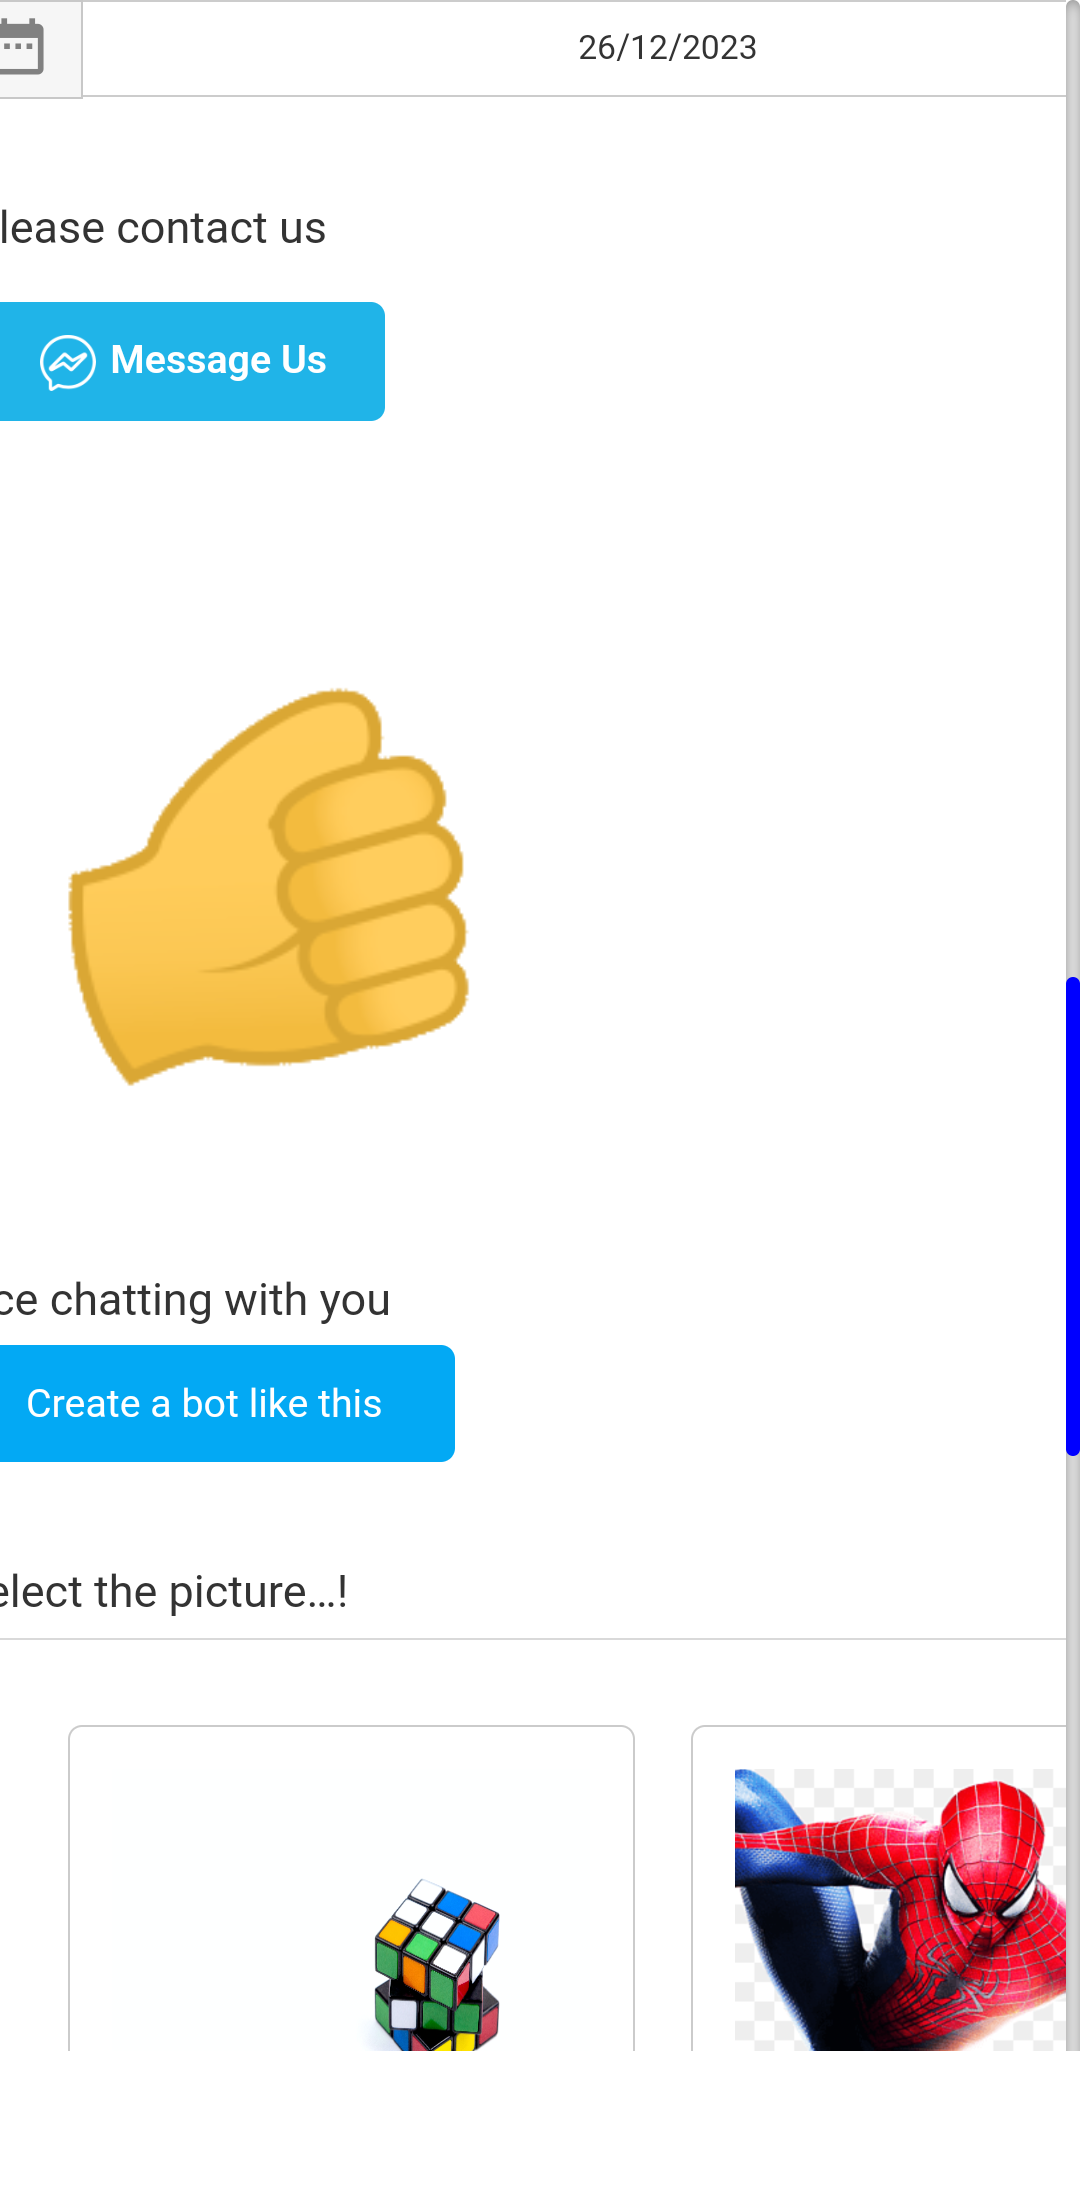 26/12/2023
lease contact us
Message Us
ce chatting with you
Create a bot like this
elect the picture...!